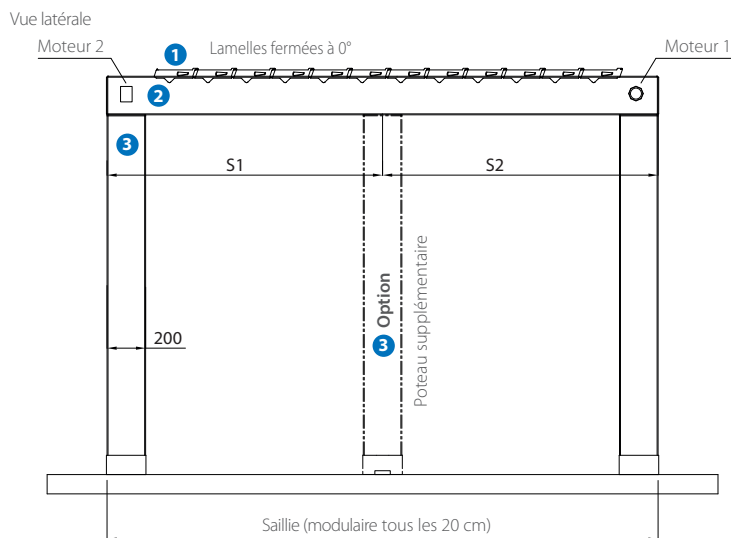 Vue latérale
Moteur 2
1
Lamelles fermées à 0°
Moteur 1
2
3
S1
S2
200
3 Option
Poteau supplémentaire
Saillie (modulaire tous les 20 cm)